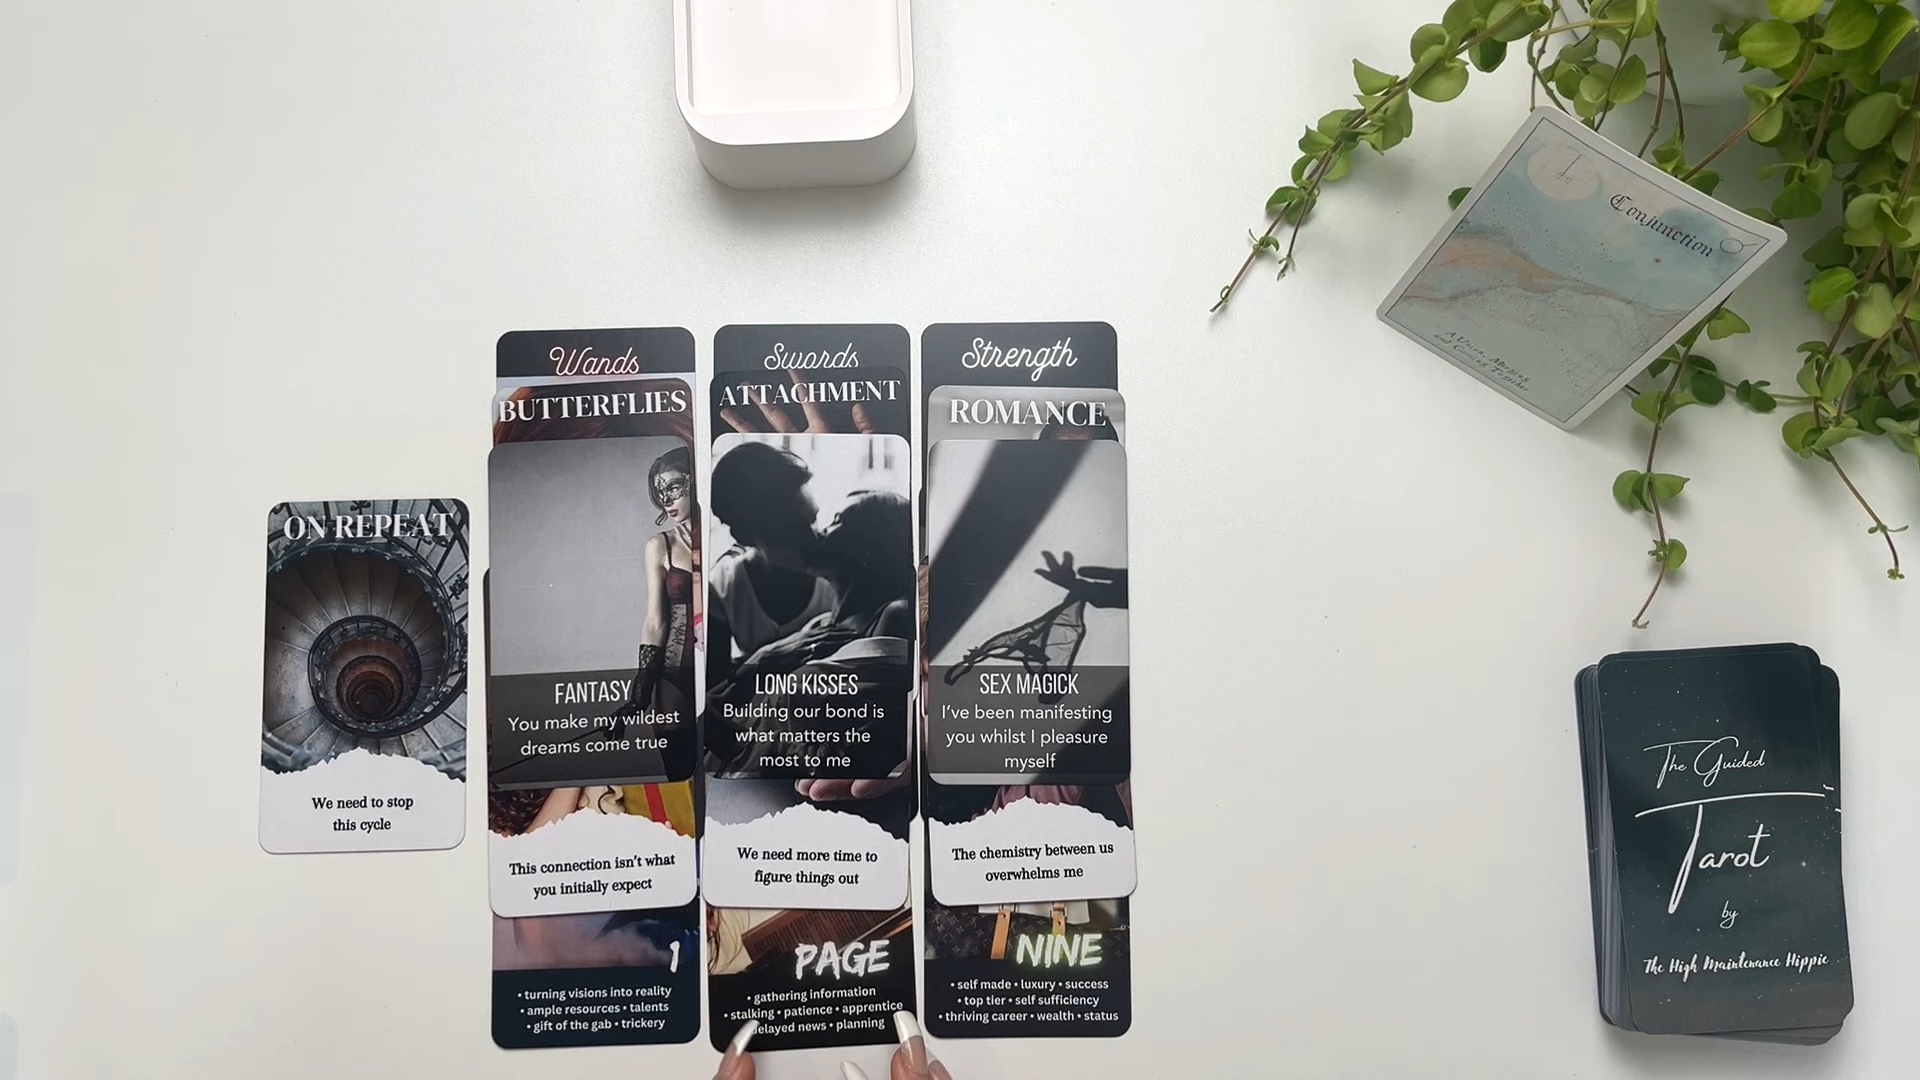 Conjunction
A Union, Merging
and Coming Together
Wands
BUTTERFLIES
FANTASY
You make my wildest
dreams come true
This connection isn't what
you initially expect
1
• turning visions into reality
• ample resources • talents
• gift of the gab • trickery
Swords
ATTACHMENT
LONG KISSES
Building our bond is
what matters the
most to me
We need more time to
figure things out
PAGE
• gathering information
• stalking • patience • apprentice
delayed news • planning
Strength
ROMANCE
SEX MAGICK
I've been manifesting
you whilst I pleasure
myself
The chemistry between us
overwhelms me
NINE
• self made • luxury • success
• top tier • self sufficiency
• thriving career • wealth • status
ON REPEAT
We need to stop
this cycle
The Guided
Tarot
by
The High Maintenance Hippie